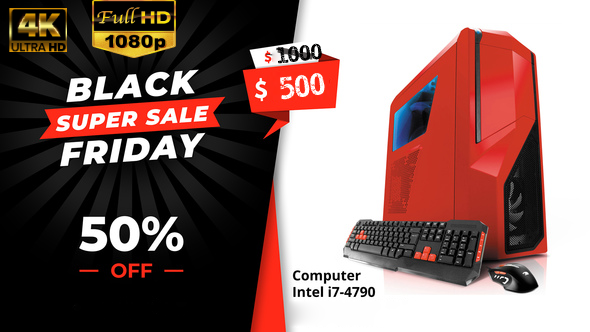 4K
ULTRA HD
Full HD
1080p
BLACK
SUPER SALE
FRIDAY
50%
OFF
$ 1000
$ 500
Computer
Intel i7-4790